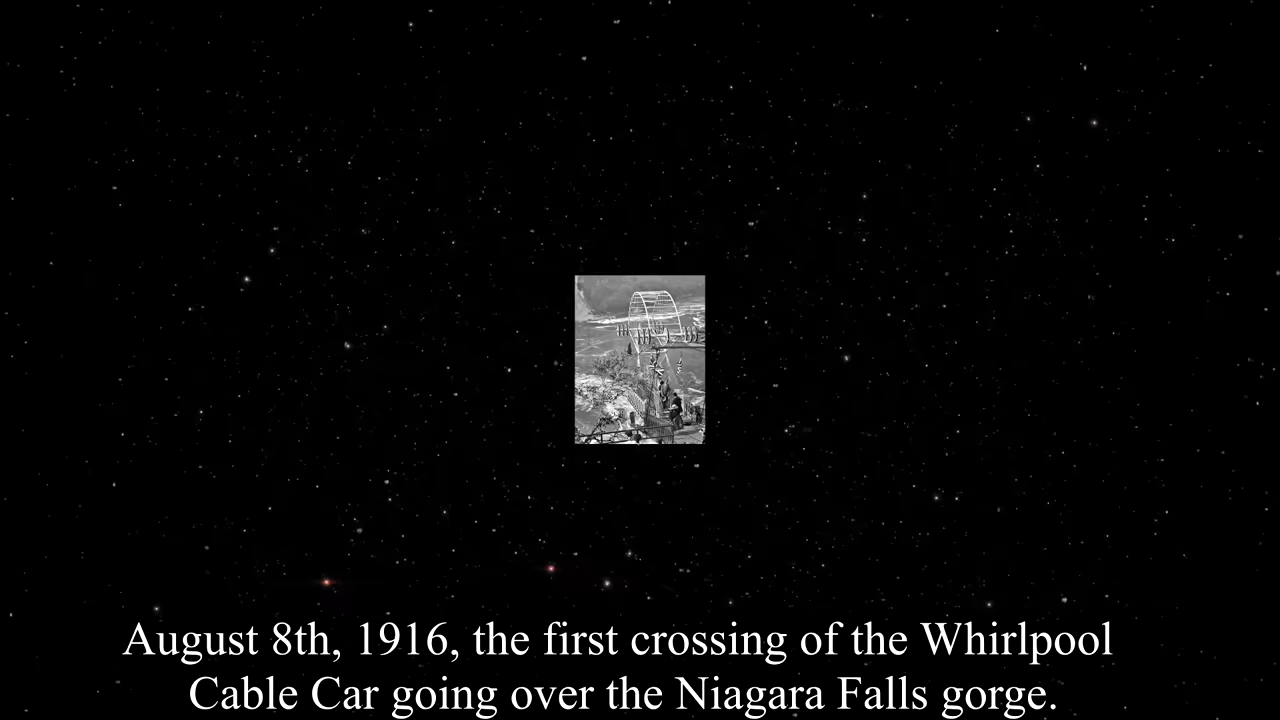 August 8th, 1916, the first crossing of the Whirlpool
Cable Car going over the Niagara Falls gorge.